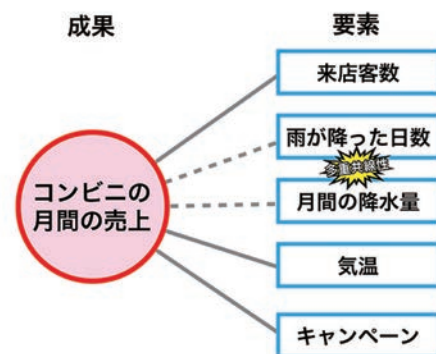 成果
要素
来店客数
雨が降った日数
多重共線性
コンビニの
月間の売上
月間の降水量
気温
キャンペーン